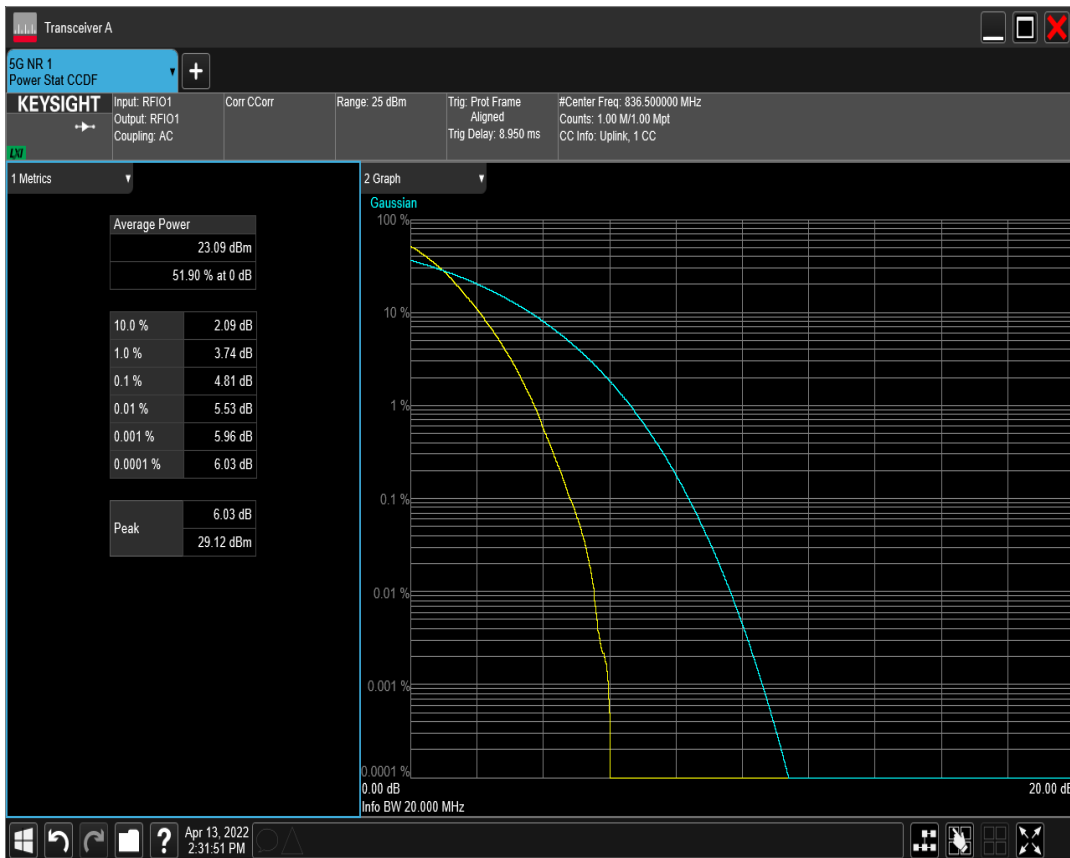 Transceiver A
5G NR 1
Power Stat CCDF
KEYSIGHT
LXI
Input: RFIO1
Output: RFIO1
Coupling: AC
Corr CCorr
Range: 25 dBm
Trig: Prot Frame
Aligned
Trig Delay: 8.950 ms
#Center Freq: 836.500000 MHz
Counts: 1.00 M/1.00 Mpt
CC Info: Uplink, 1 CC
1 Metrics
Average Power
23.09 dBm
51.90 % at 0 dB
10.0 % 2.09 dB
1.0 % 3.74 dB
0.1 % 4.81 dB
0.01 % 5.53 dB
0.001 % 5.96 dB
0.0001 % 6.03 dB
Peak
6.03 dB
29.12 dBm
2 Graph
Gaussian
100 %
10 %
1 %
0.1 %
0.01 %
0.001 %
0.0001 %
0.00 dB
20.00 dB
Info BW 20.000 MHz
Apr 13, 2022
2:31:51 PM